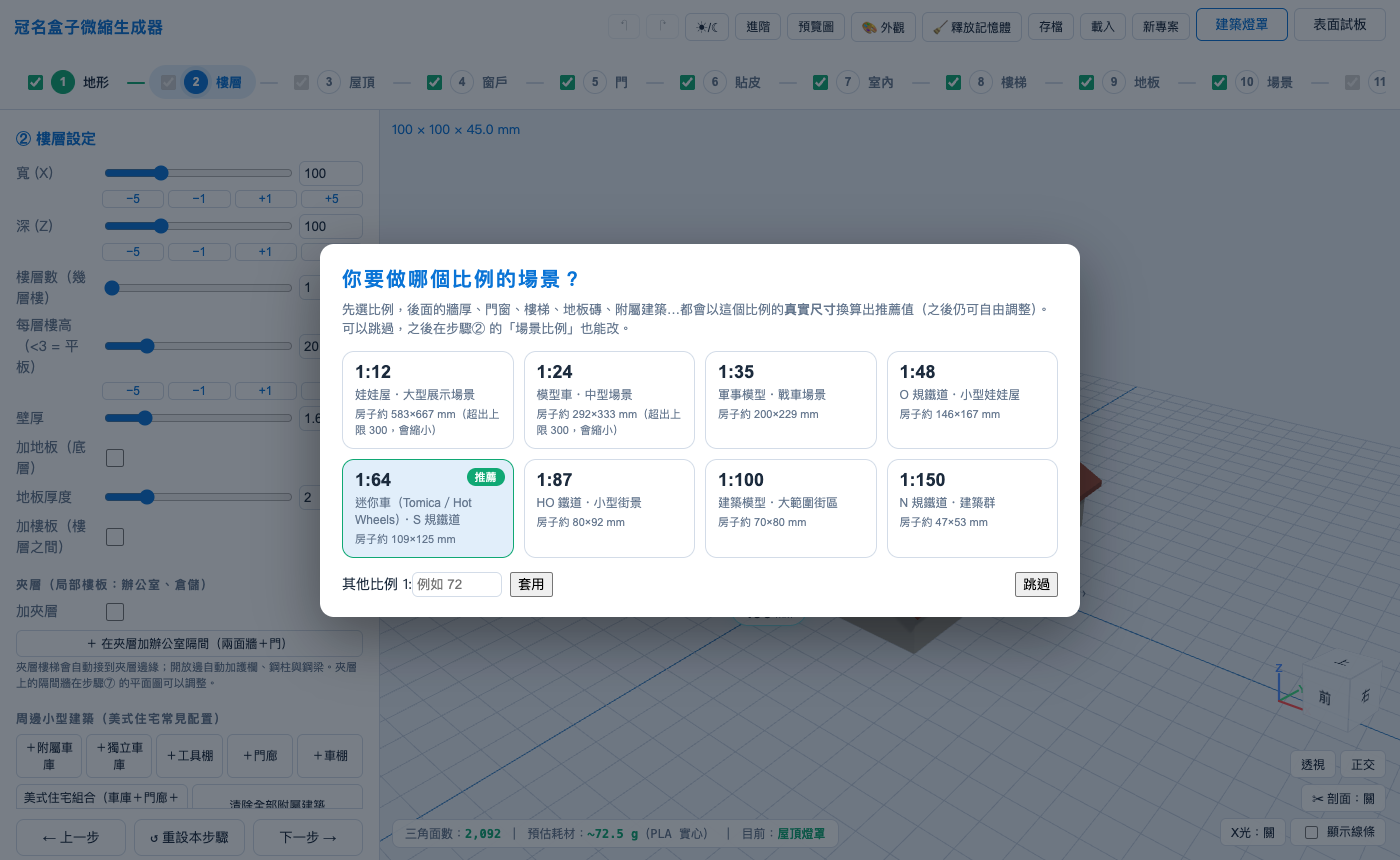 冠名盒子微縮生成器
☀/☾
進階
預覽圖
🎨 外觀
🧹 釋放記憶體
存檔
載入
新專案
建築燈罩
表面試板
1 地形
2 樓層
3 屋頂
4 窗戶
5 門
6 貼皮
7 室內
8 樓梯
9 地板
10 場景
11
② 樓層設定
寬 (X)
100
−5
−1
+1
+5
深 (Z)
100
−5
−1
+1
樓層數（幾
層樓）
1
每層樓高
（<3 = 平
板）
20
−5
−1
+1
壁厚
1.6
加地板（底
層）
地板厚度
2
加樓板（樓
層之間）
夾層（局部樓板：辦公室、倉儲）
加夾層
＋ 在夾層加辦公室隔間（兩面牆＋門）
夾層樓梯會自動接到夾層邊緣；開放邊自動加護欄、鋼柱與鋼梁。夾層
上的隔間牆在步驟⑦ 的平面圖可以調整。
周邊小型建築（美式住宅常見配置）
＋附屬車
庫
＋獨立車
庫
＋工具棚
＋門廊
＋車棚
美式住宅組合（車庫＋門廊＋
清除全部附屬建築
← 上一步
↺ 重設本步驟
下一步 →
100 × 100 × 45.0 mm
你要做哪個比例的場景？
先選比例，後面的牆厚、門窗、樓梯、地板磚、附屬建築…都會以這個比例的真實尺寸換算出推薦值（之後仍可自由調整）。
可以跳過，之後在步驟② 的「場景比例」也能改。
1:12
娃娃屋 · 大型展示場景
房子約 583×667 mm（超出上
限 300，會縮小）
1:24
模型車 · 中型場景
房子約 292×333 mm（超出上
限 300，會縮小）
1:35
軍事模型 · 戰車場景
房子約 200×229 mm
1:48
O 規鐵道 · 小型娃娃屋
房子約 146×167 mm
1:64
推薦
迷你車（Tomica / Hot
Wheels）· S 規鐵道
房子約 109×125 mm
1:87
HO 鐵道 · 小型街景
房子約 80×92 mm
1:100
建築模型 · 大範圍街區
房子約 70×80 mm
1:150
N 規鐵道 · 建築群
房子約 47×53 mm
其他比例 1:
例如 72
套用
跳過
Z
前
右
透視
正交
✂ 剖面：關
X光：關
顯示線條
三角面數：2,092 | 預估耗材：~72.5 g (PLA 實心) | 目前：屋頂燈罩